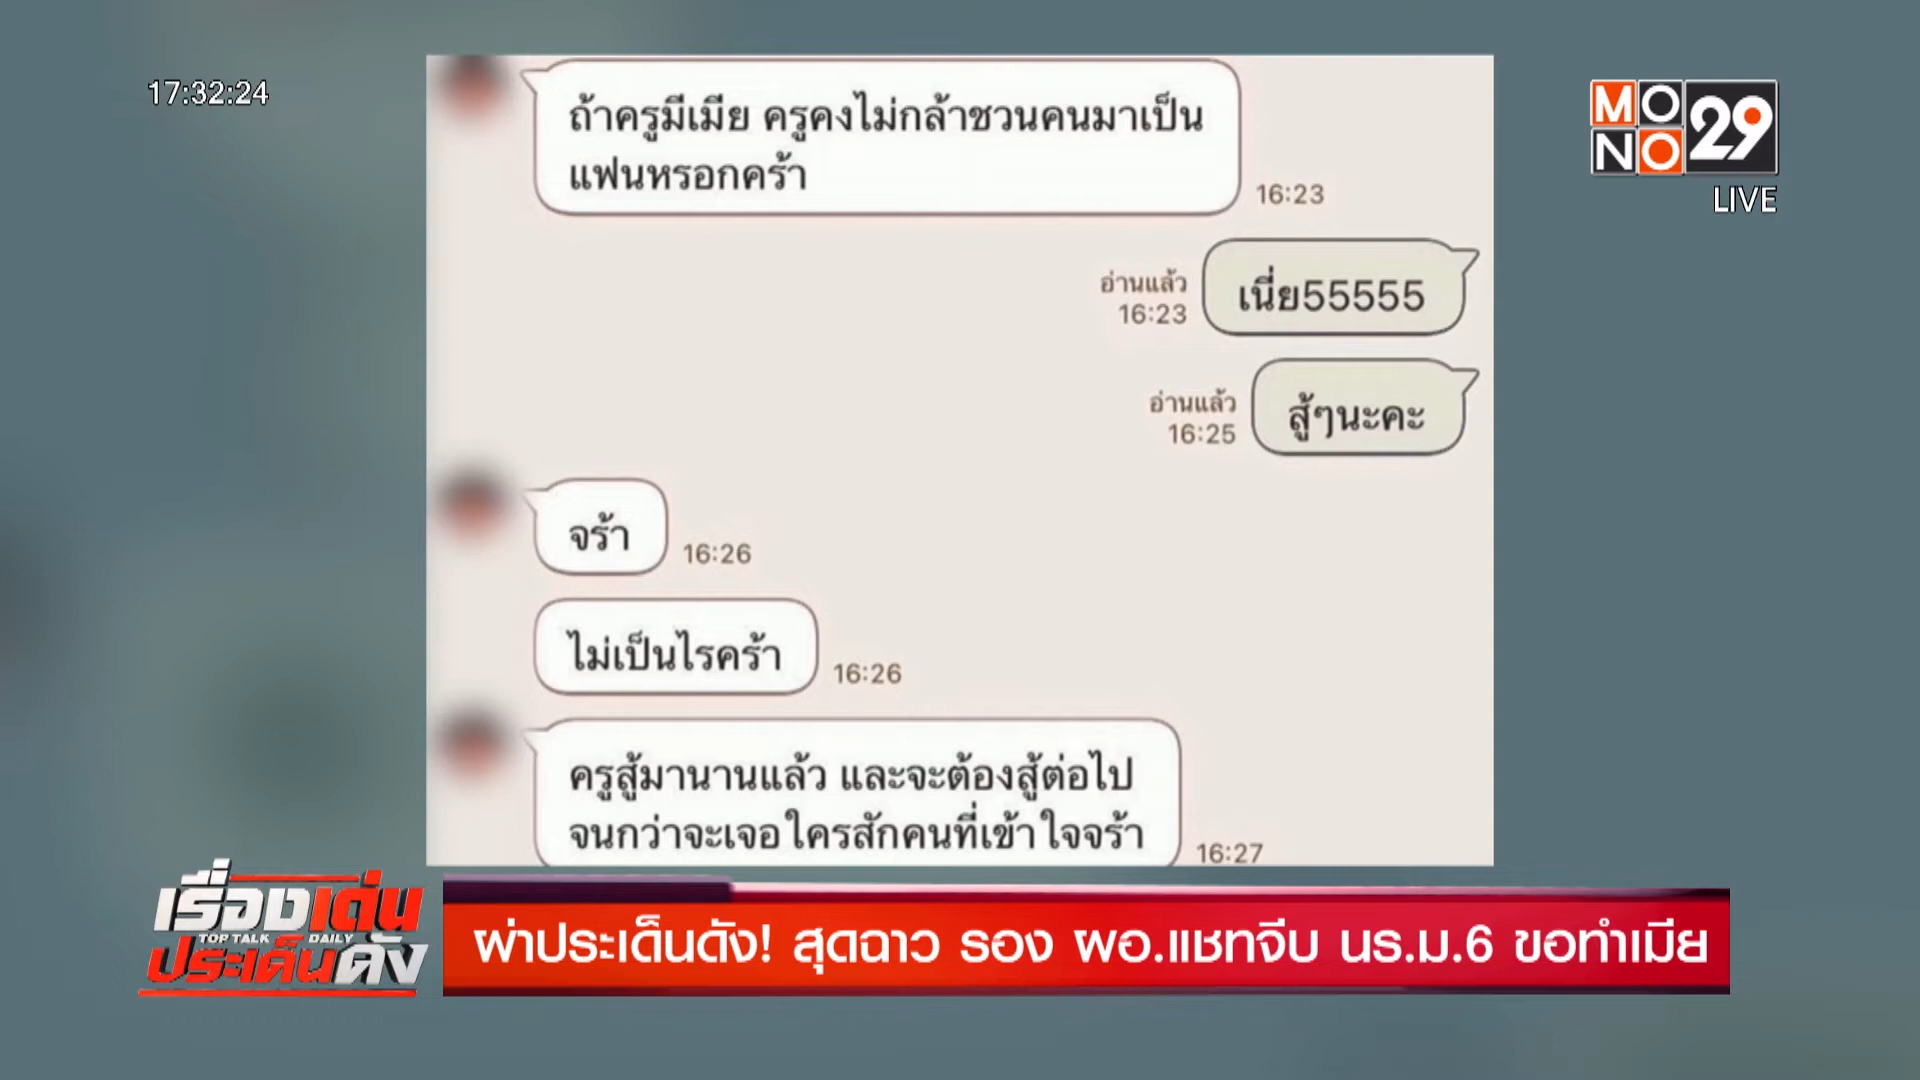 17:32:24
MONO 29
LIVE
ถ้าครูมีเมีย ครูคงไม่กล้าชวนคนมาเป็น
แฟนหรอกคร้า
16:23
เนี่ย55555
อ่านแล้ว
16:23
สู้ๆนะคะ
อ่านแล้ว
16:25
จร้า
16:26
ไม่เป็นไรคร้า
16:26
ครูสู้มานานแล้ว และจะต้องสู้ต่อไป
จนกว่าจะเจอใครสักคนที่เข้าใจจร้า
16:27
เรื่องเด่น
TOP TALK DAILY
ประเด็นดัง
ผ่าประเด็นดัง! สุดฉาว รอง ผอ.แชทจีบ นร.ม.6 ขอทำเมีย